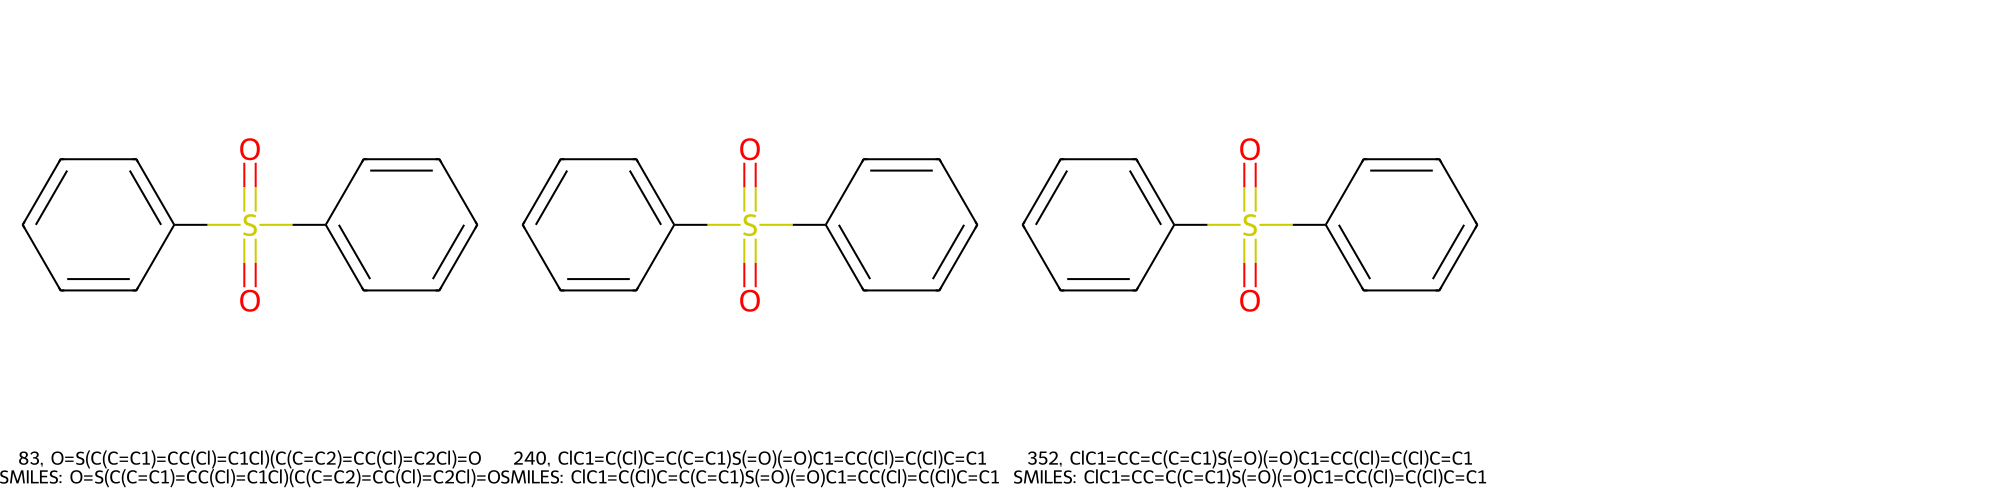 O O O
S S S
O O O
83, O=S(C(C=C1)=CC(Cl)=C1Cl)(C(C=C2)=CC(Cl)=C2Cl)=O 240, ClC1=C(Cl)C=C(C=C1)S(=O)(=O)C1=CC(Cl)=C(Cl)C=C1 352, ClC1=CC=C(C=C1)S(=O)(=O)C1=CC(Cl)=C(Cl)C=C1
SMILES: O=S(C(C=C1)=CC(Cl)=C1Cl)(C(C=C2)=CC(Cl)=C2Cl)=O SMILES: ClC1=C(Cl)C=C(C=C1)S(=O)(=O)C1=CC(Cl)=C(Cl)C=C1 SMILES: ClC1=CC=C(C=C1)S(=O)(=O)C1=CC(Cl)=C(Cl)C=C1